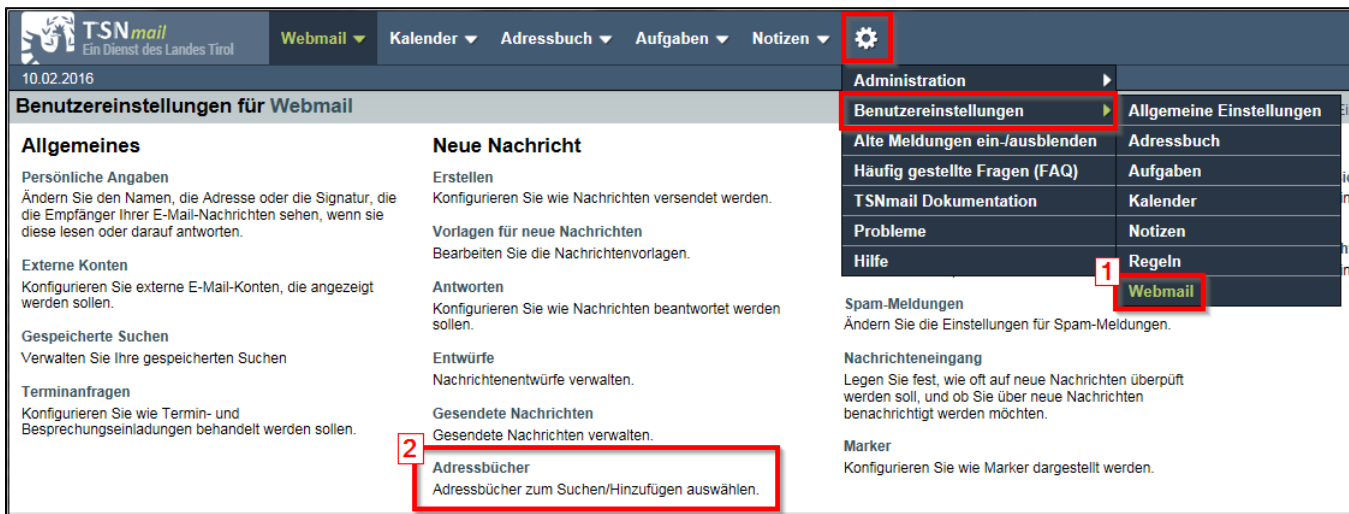 TSNmail
Ein Dienst des Landes Tirol
Webmail
Kalender
Adressbuch
Aufgaben
Notizen
10.02.2016
Benutzereinstellungen für Webmail
Allgemeines
Persönliche Angaben
Ändern Sie den Namen, die Adresse oder die Signatur, die
die Empfänger Ihrer E-Mail-Nachrichten sehen, wenn sie
diese lesen oder darauf antworten.
Externe Konten
Konfigurieren Sie externe E-Mail-Konten, die angezeigt
werden sollen.
Gespeicherte Suchen
Verwalten Sie Ihre gespeicherten Suchen
Terminanfragen
Konfigurieren Sie wie Termin- und
Besprechungseinladungen behandelt werden sollen.
Neue Nachricht
Erstellen
Konfigurieren Sie wie Nachrichten versendet werden.
Vorlagen für neue Nachrichten
Bearbeiten Sie die Nachrichtenvorlagen.
Antworten
Konfigurieren Sie wie Nachrichten beantwortet werden
sollen.
Entwürfe
Nachrichtenentwürfe verwalten.
Gesendete Nachrichten
Gesendete Nachrichten verwalten.
2
Adressbücher
Adressbücher zum Suchen/Hinzufügen auswählen.
Administration
Benutzereinstellungen
Alte Meldungen ein-/ausblenden
Häufig gestellte Fragen (FAQ)
TSNmail Dokumentation
Probleme
Hilfe
Allgemeine Einstellungen
Adressbuch
Aufgaben
Kalender
Notizen
Regeln
1
Webmail
Spam-Meldungen
Ändern Sie die Einstellungen für Spam-Meldungen.
Nachrichteneingang
Legen Sie fest, wie oft auf neue Nachrichten überpüft
werden soll, und ob Sie über neue Nachrichten
benachrichtigt werden möchten.
Marker
Konfigurieren Sie wie Marker dargestellt werden.